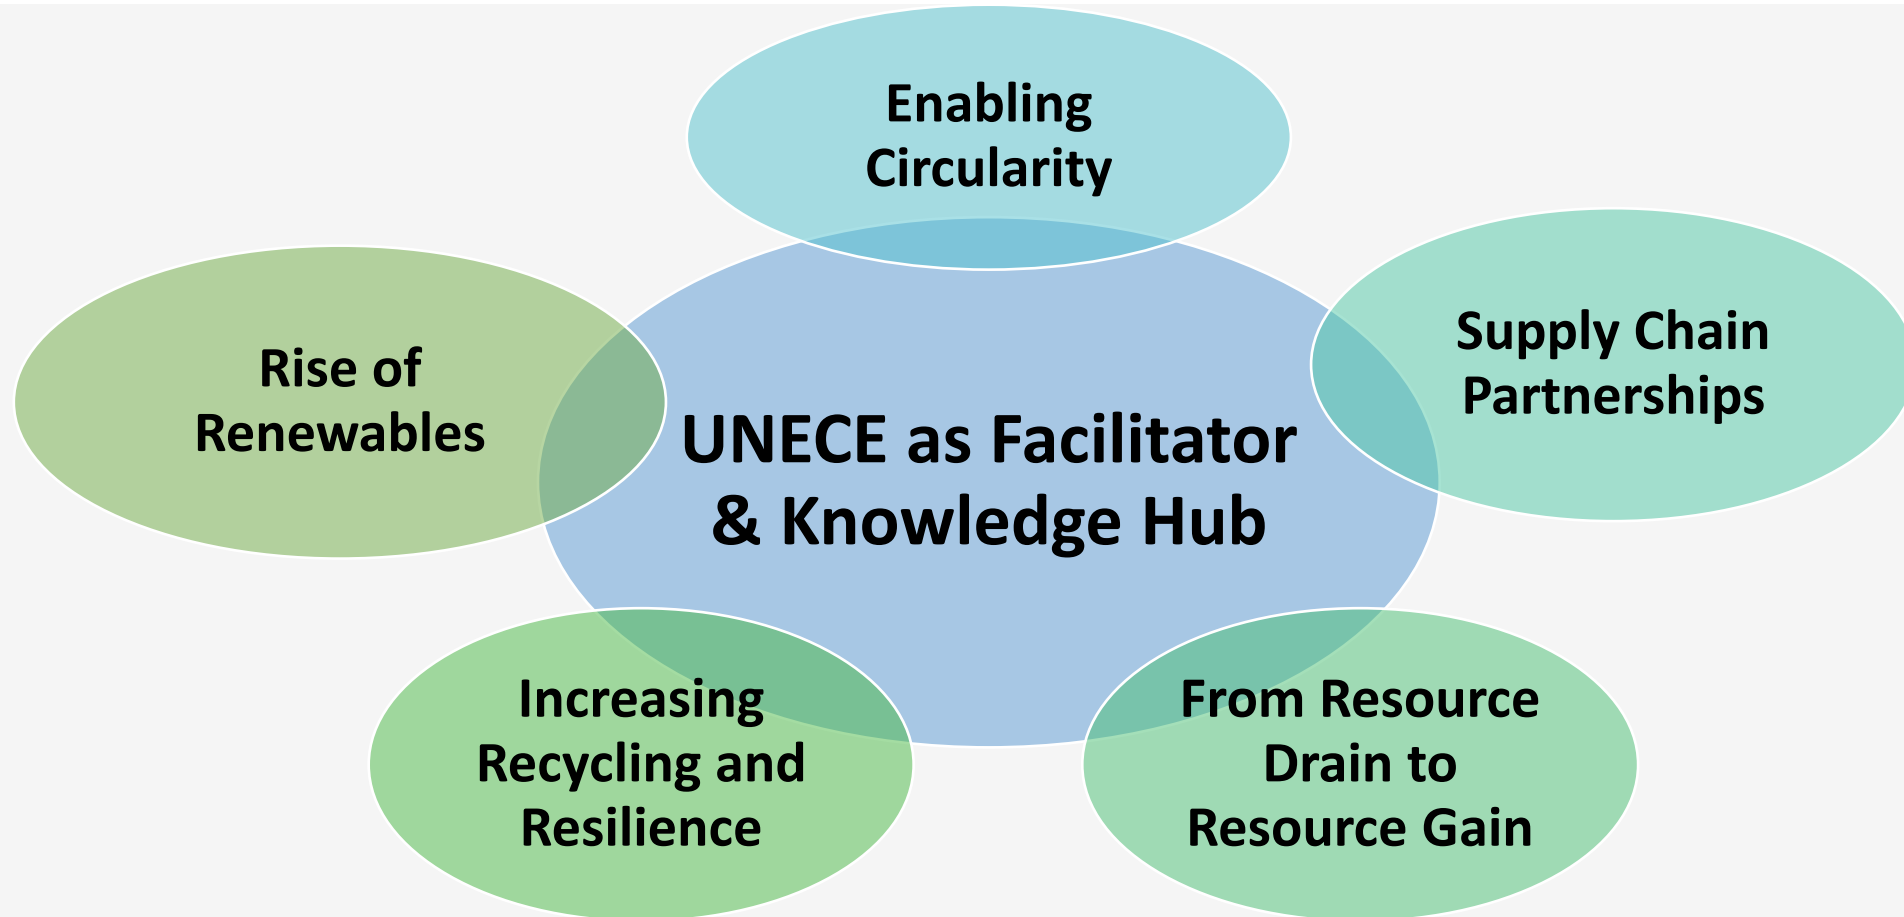 Enabling
Circularity
Supply Chain
Partnerships
Rise of
Renewables
UNECE as Facilitator
& Knowledge Hub
Increasing
Recycling and
Resilience
From Resource
Drain to
Resource Gain